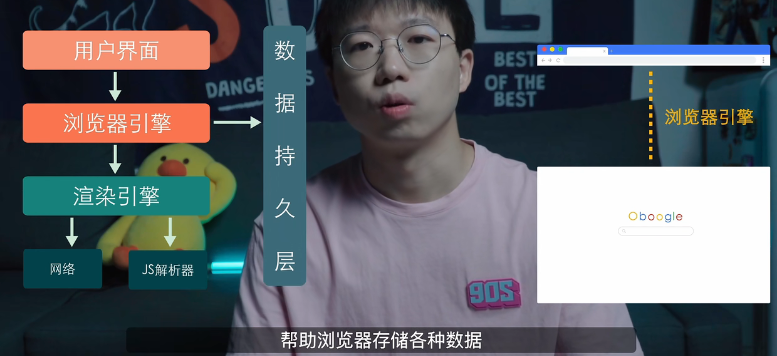 用户界面
浏览器引擎
渲染引擎
网络
JS解析器
数据持久层
DANGE
BEST
OF THE
BEST
90S
浏览器引擎
Oboogle
帮助浏览器存储各种数据